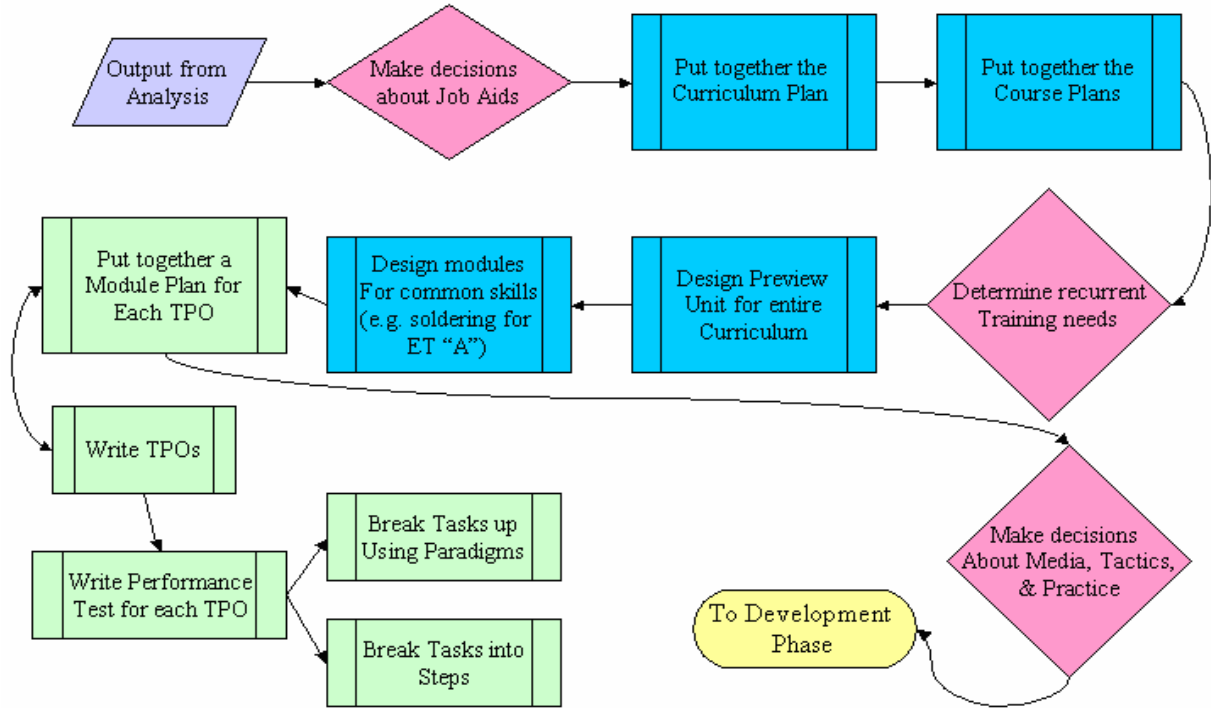 Output from
Analysis
Make decisions
about Job Aids
Put together the
Curriculum Plan
Put together the
Course Plans
Determine recurrent
Training needs
Design Preview
Unit for entire
Curriculum
Design modules
For common skills
(e.g. soldering for
ET “A”)
Put together a
Module Plan for
Each TPO
Write TPOs
Write Performance
Test for each TPO
Break Tasks up
Using Paradigms
Break Tasks into
Steps
Make decisions
About Media, Tactics,
& Practice
To Development
Phase